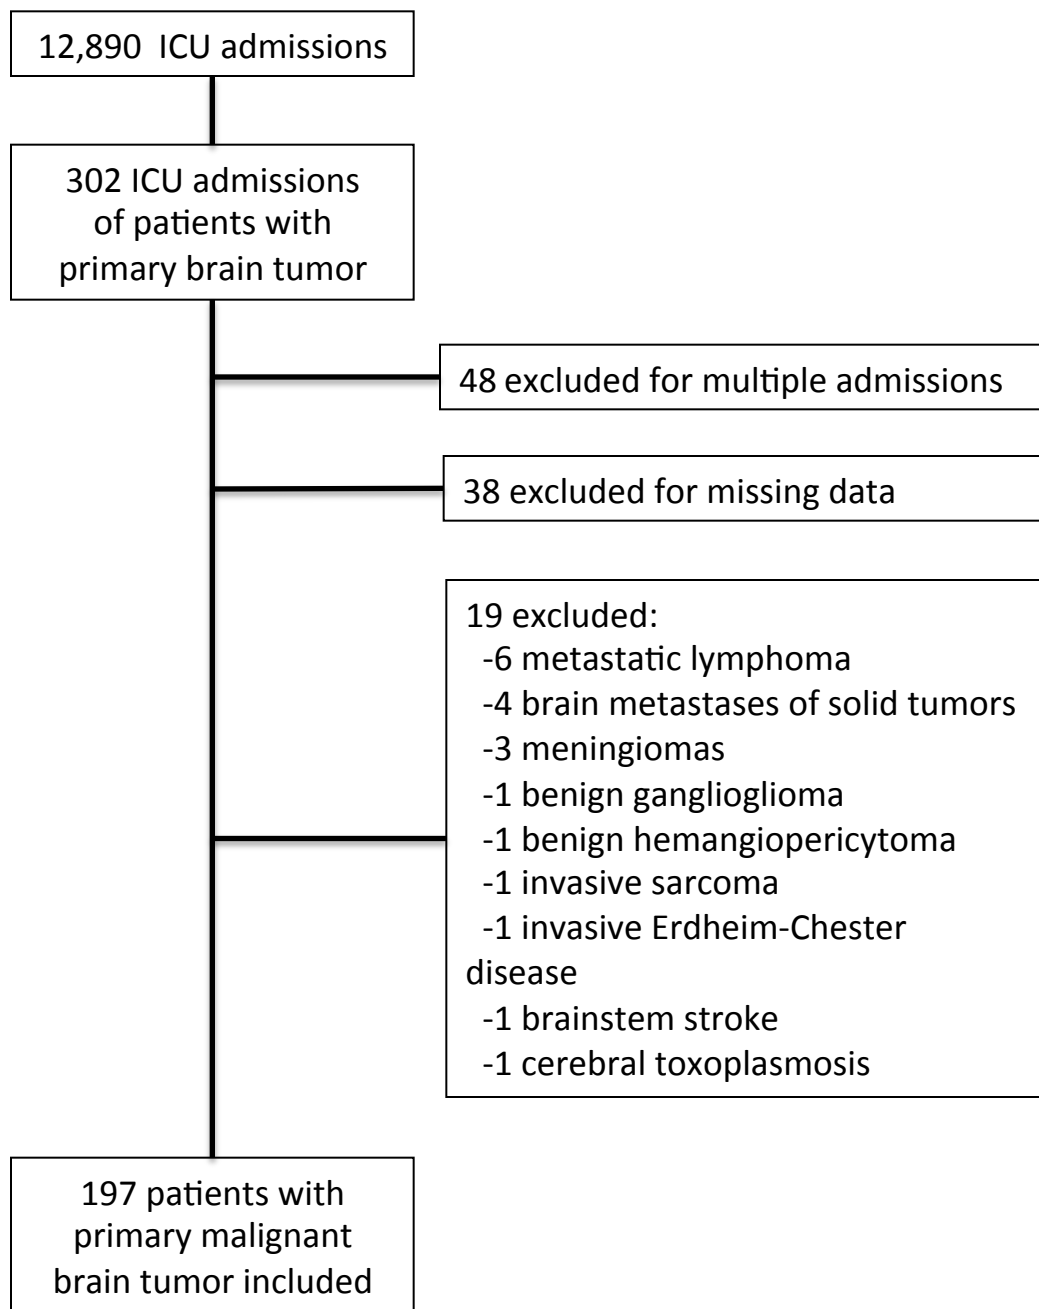 12,890 ICU admissions
302 ICU admissions
of patients with
primary brain tumor
48 excluded for multiple admissions
38 excluded for missing data
19 excluded:
-6 metastatic lymphoma
-4 brain metastases of solid tumors
-3 meningiomas
-1 benign ganglioglioma
-1 benign hemangiopericytoma
-1 invasive sarcoma
-1 invasive Erdheim-Chester
disease
-1 brainstem stroke
-1 cerebral toxoplasmosis
197 patients with
primary malignant
brain tumor included